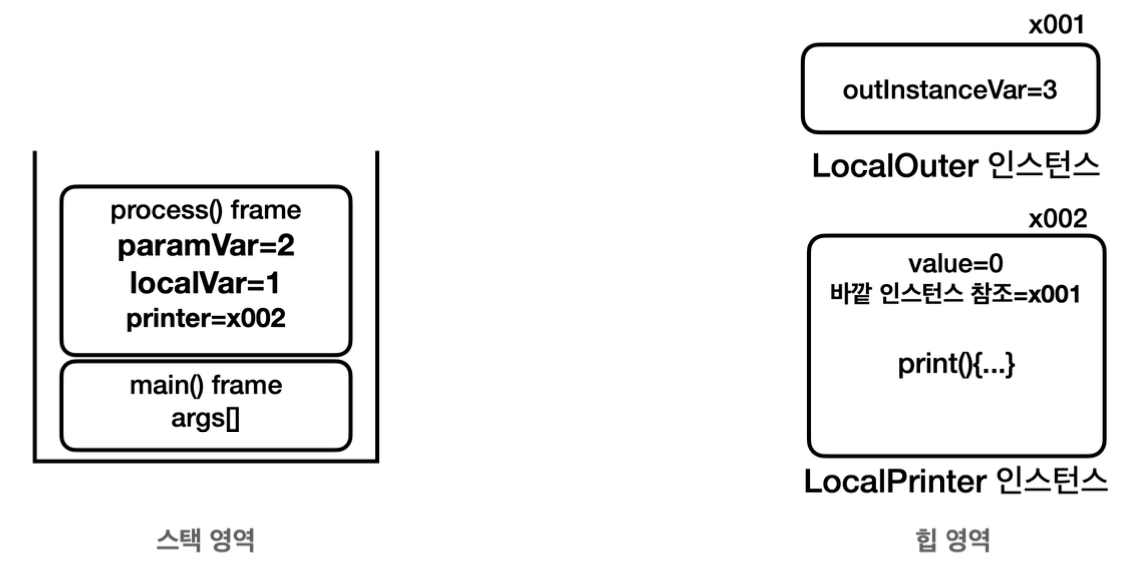 process() frame
paramVar=2
localVar=1
printer=x002
main() frame
args[]
스택 영역
x001
outInstanceVar=3
LocalOuter 인스턴스
x002
value=0
바깥 인스턴스 참조=x001
print(){...}
LocalPrinter 인스턴스
힙 영역